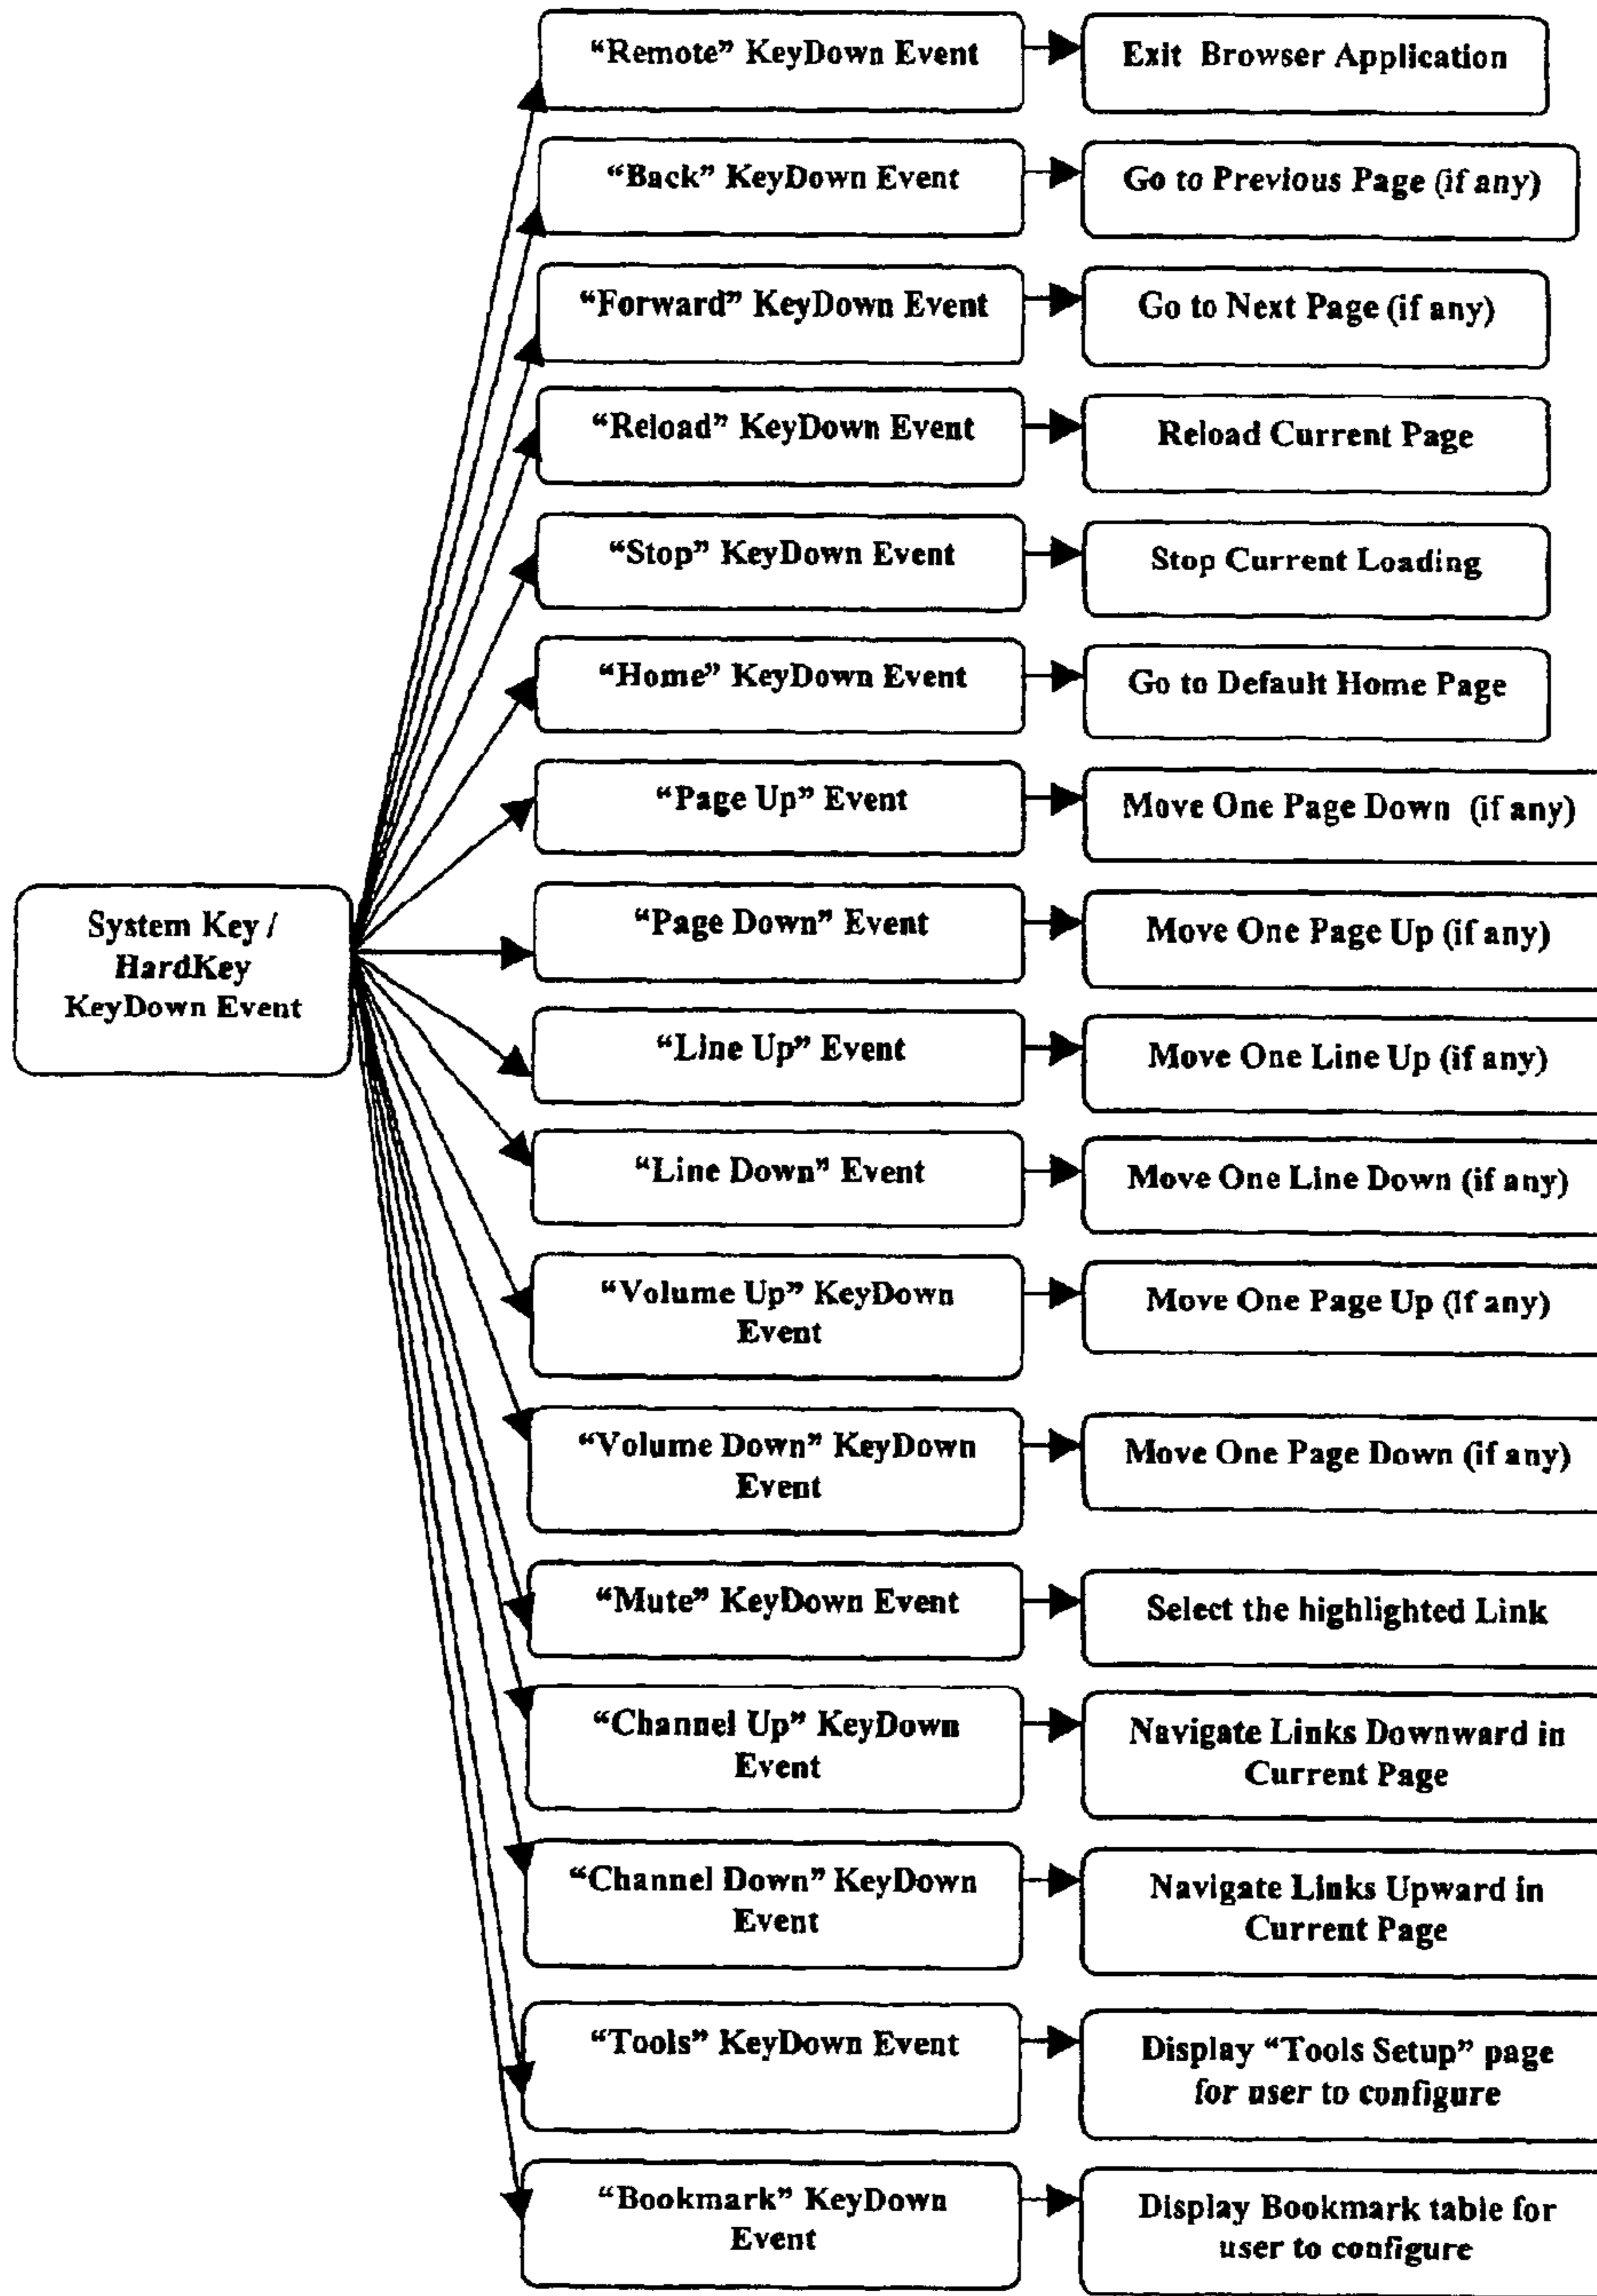 “Remote” KeyDown Event
Exit Browser Application
“Back” KeyDown Event
Go to Previous Page (if any)
“Forward” KeyDown Event
Go to Next Page (if any)
“Reload” KeyDown Event
Reload Current Page
“Stop” KeyDown Event
Stop Current Loading
“Home” KeyDown Event
Go to Default Home Page
“Page Up” Event
Move One Page Down (if any)
System Key /
HardKey
KeyDown Event
“Page Down” Event
Move One Page Up (if any)
“Line Up” Event
Move One Line Up (if any)
“Line Down” Event
Move One Line Down (if any)
“Volume Up” KeyDown
Event
Move One Page Up (if any)
“Volume Down” KeyDown
Event
Move One Page Down (if any)
“Mute” KeyDown Event
Select the highlighted Link
“Channel Up” KeyDown
Event
Navigate Links Downward in
Current Page
“Channel Down” KeyDown
Event
Navigate Links Upward in
Current Page
“Tools” KeyDown Event
Display “Tools Setup” page
for user to configure
“Bookmark” KeyDown
Event
Display Bookmark table for
user to configure